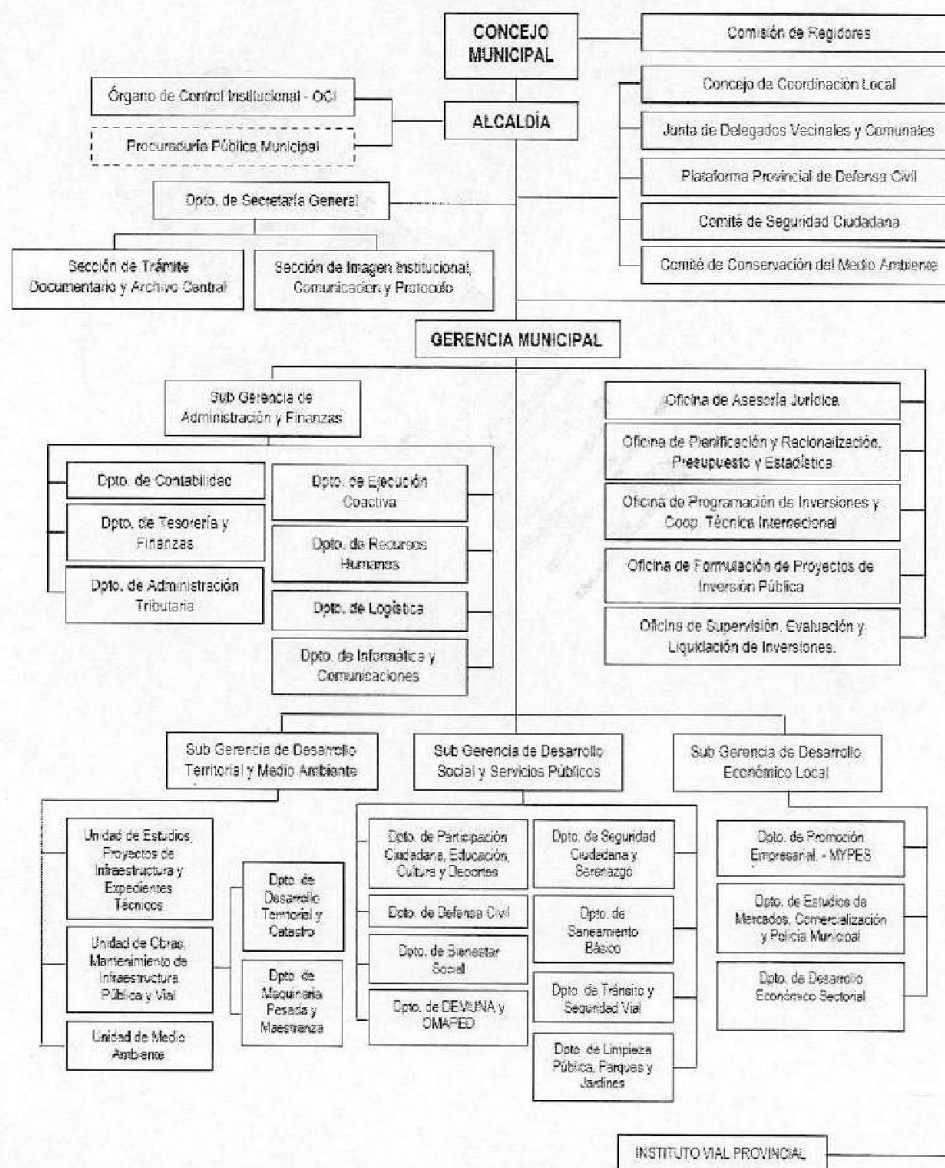 CONCEJO
MUNICIPAL
Comisión de Regidores
Concejo de Coordinación Local
Órgano de Control Institucional - OCI
ALCALDÍA
Junta de Delegados Vecinales y Comunales
Procuraduría Pública Municipal
Plataforma Provincial de Defensa Civil
Dpto. de Secretaría General
Comité de Seguridad Ciudadana
Sección de Trámite
Documentario y Archivo Central
Sección de Imagen Institucional,
Comunicación y Protocolo
Comité de Conservación del Medio Ambiente
GERENCIA MUNICIPAL
Sub Gerencia de
Administración y Finanzas
Dpto. de Contabilidad
Dpto. de Tesorería y
Finanzas
Dpto. de Administración
Tributaria
Dpto. de Ejecución
Coactiva
Dpto. de Recursos
Humanos
Dpto. de Logística
Dpto. de Informática y
Comunicaciones
Oficina de Asesoría Jurídica
Oficina de Planificación y Racionalización,
Presupuesto y Estadística
Oficina de Programación de Inversiones y
Coop. Técnica Internacional
Oficina de Formulación de Proyectos de
Inversión Pública
Oficina de Supervisión, Evaluación y
Liquidación de Inversiones.
Sub Gerencia de Desarrollo
Territorial y Medio Ambiente
Unidad de Estudios,
Proyectos de
Infraestructura y
Expedientes
Técnicos
Unidad de Obras,
Mantenimiento de
Infraestructura
Pública y Vial
Unidad de Medio
Ambiente
Dpto. de
Desarrollo
Territorial y
Catastro
Dpto. de
Maquinaria
Pesada y
Maestranza
Sub Gerencia de Desarrollo
Social y Servicios Públicos
Dpto. de Participación
Ciudadana, Educación,
Cultura y Deportes
Dpto. de Defensa Civil
Dpto. de Bienestar
Social
Dpto. de DEMUNA y
OMAPED
Dpto. de Seguridad
Ciudadana y
Serenazgo
Dpto. de
Saneamiento
Básico
Dpto. de Tránsito y
Seguridad Vial
Dpto. de Limpieza
Pública, Parques y
Jardines
Sub Gerencia de Desarrollo
Económico Local
Dpto. de Promoción
Empresarial. - MYPES
Dpto. de Estudios de
Mercados, Comercialización
y Policía Municipal
Dpto. de Desarrollo
Económico Sectorial
INSTITUTO VIAL PROVINCIAL